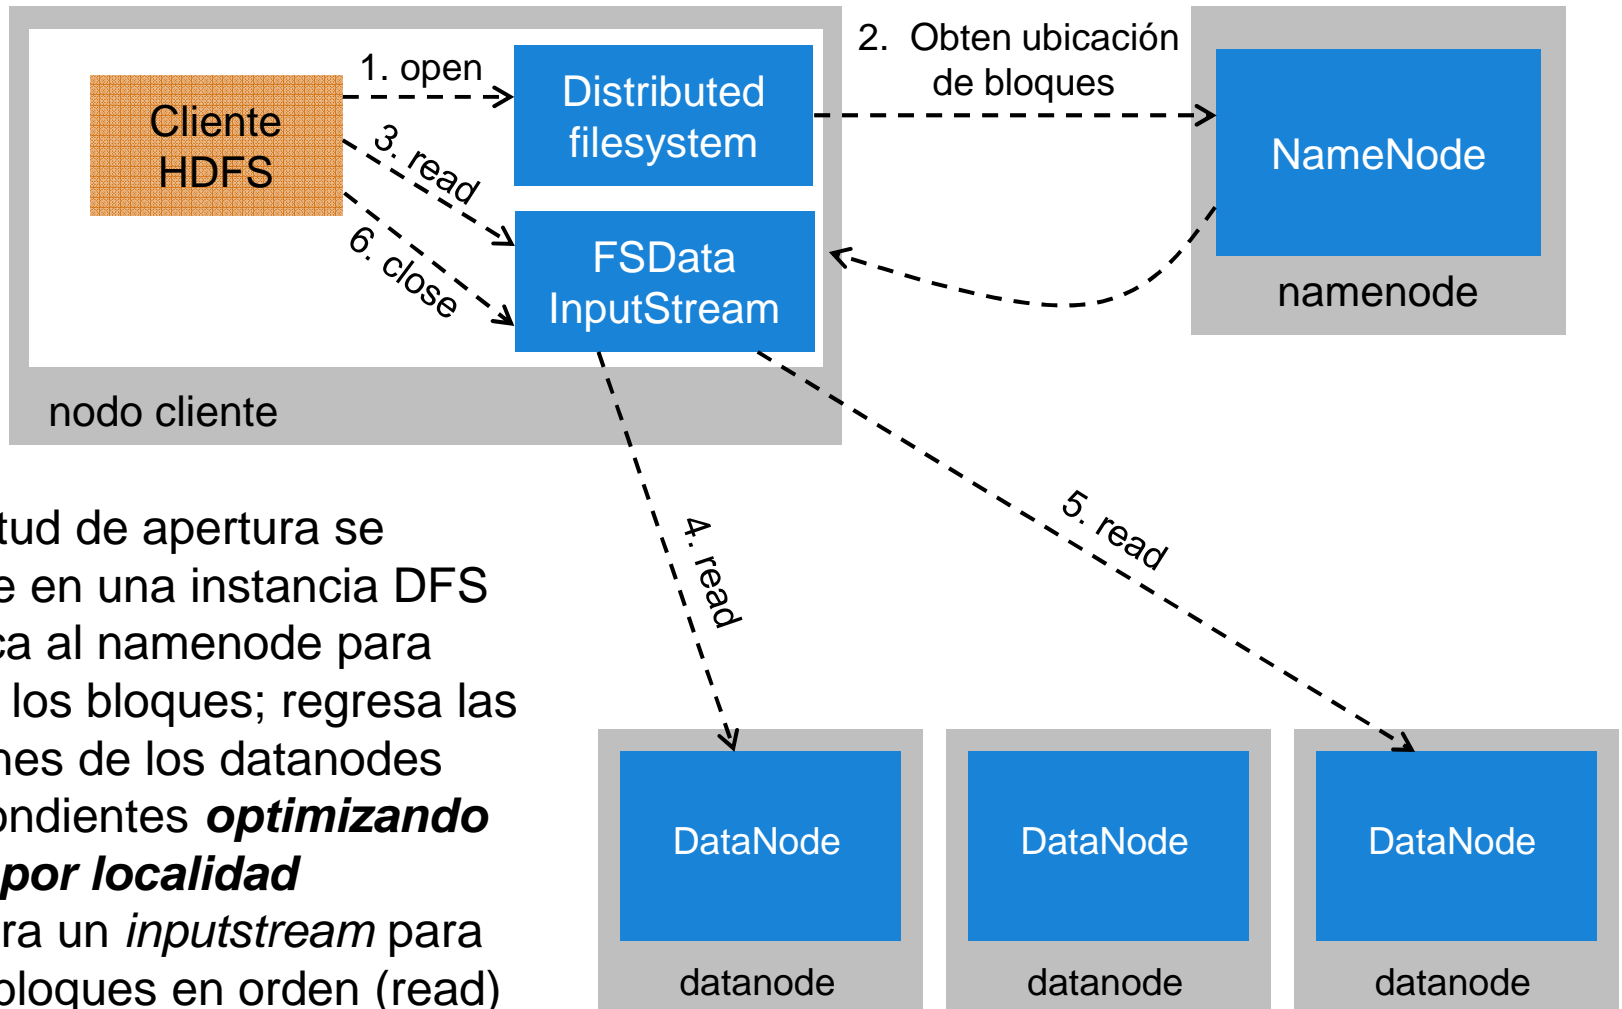 1. open
Cliente
HDFS
3. read
6. close
Distributed
filesystem
FSData
InputStream
nodo cliente
2. Obten ubicación
de bloques
NameNode
namenode
4. read
5. read
tud de apertura se
e en una instancia DFS
ca al namenode para
los bloques; regresa las
nes de los datanodes
ondientes optimizando
por localidad
ra un inputstream para
bloques en orden (read)
DataNode
datanode
DataNode
datanode
DataNode
datanode